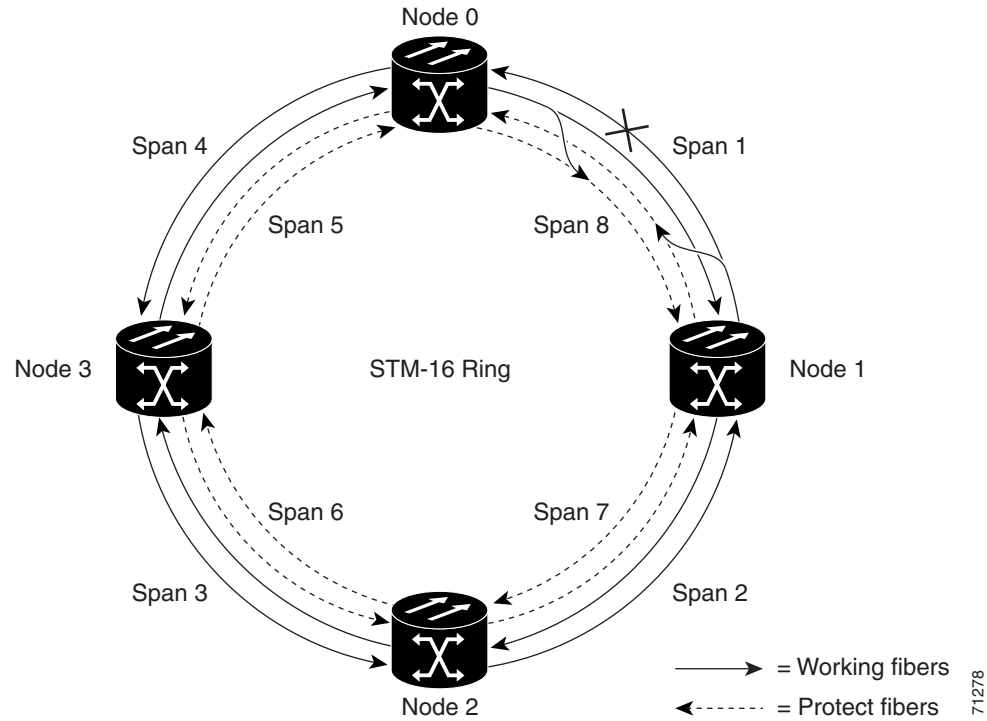 Node 0
Span 4
Span 1
Span 5
Span 8
Node 3
STM-16 Ring
Node 1
Span 6
Span 7
Span 3
Span 2
Node 2
= Working fibers
= Protect fibers
71278